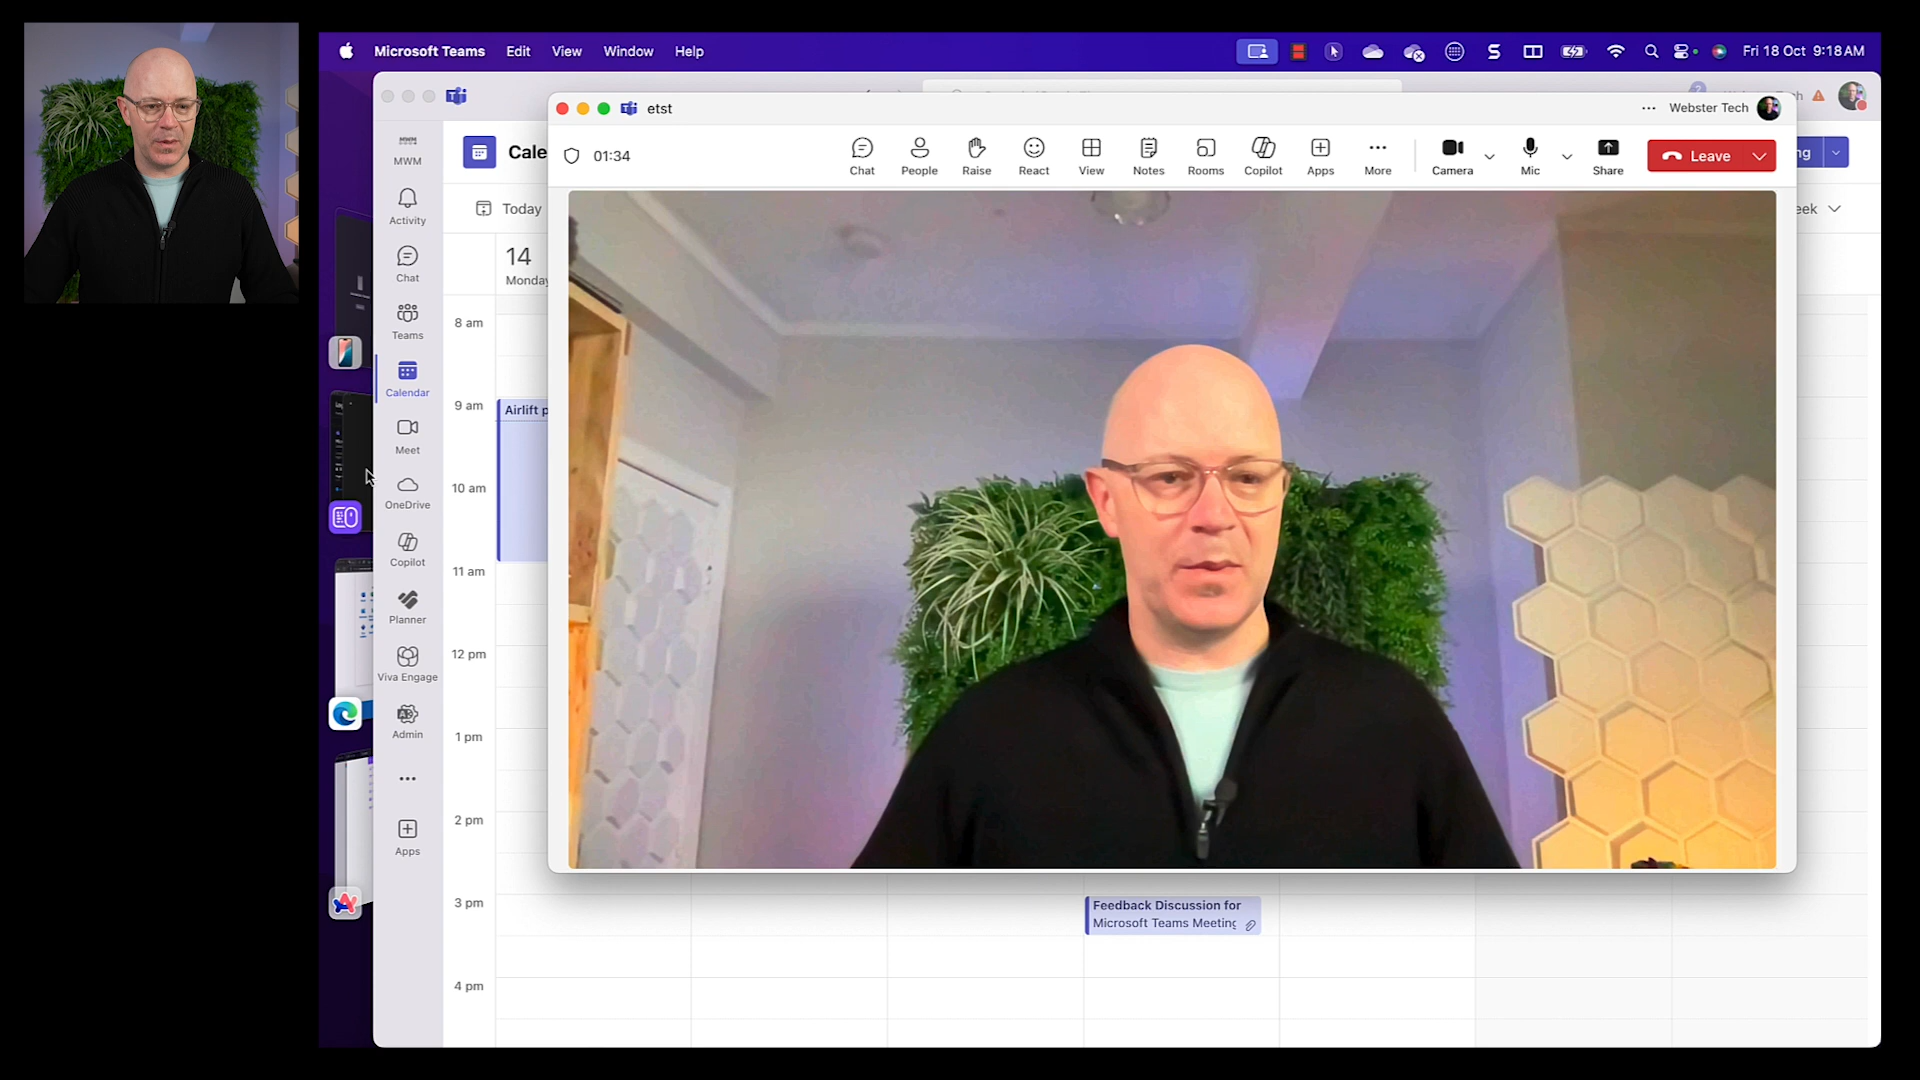 Microsoft Teams Edit View Window Help
Fri 18 Oct 9:18AM
etst
Webster Tech
01:34
Chat People Raise React View Notes Rooms Copilot Apps More Camera Mic Share Leave
MWM
Activity
Chat
Teams
Calendar
Meet
OneDrive
Copilot
Planner
Viva Engage
Admin
Apps
Cale
ng
Today
eek
14
Monday
8 am
9 am
Airlift p
10 am
11 am
12 pm
1 pm
2 pm
3 pm
Feedback Discussion for
Microsoft Teams Meeting
4 pm